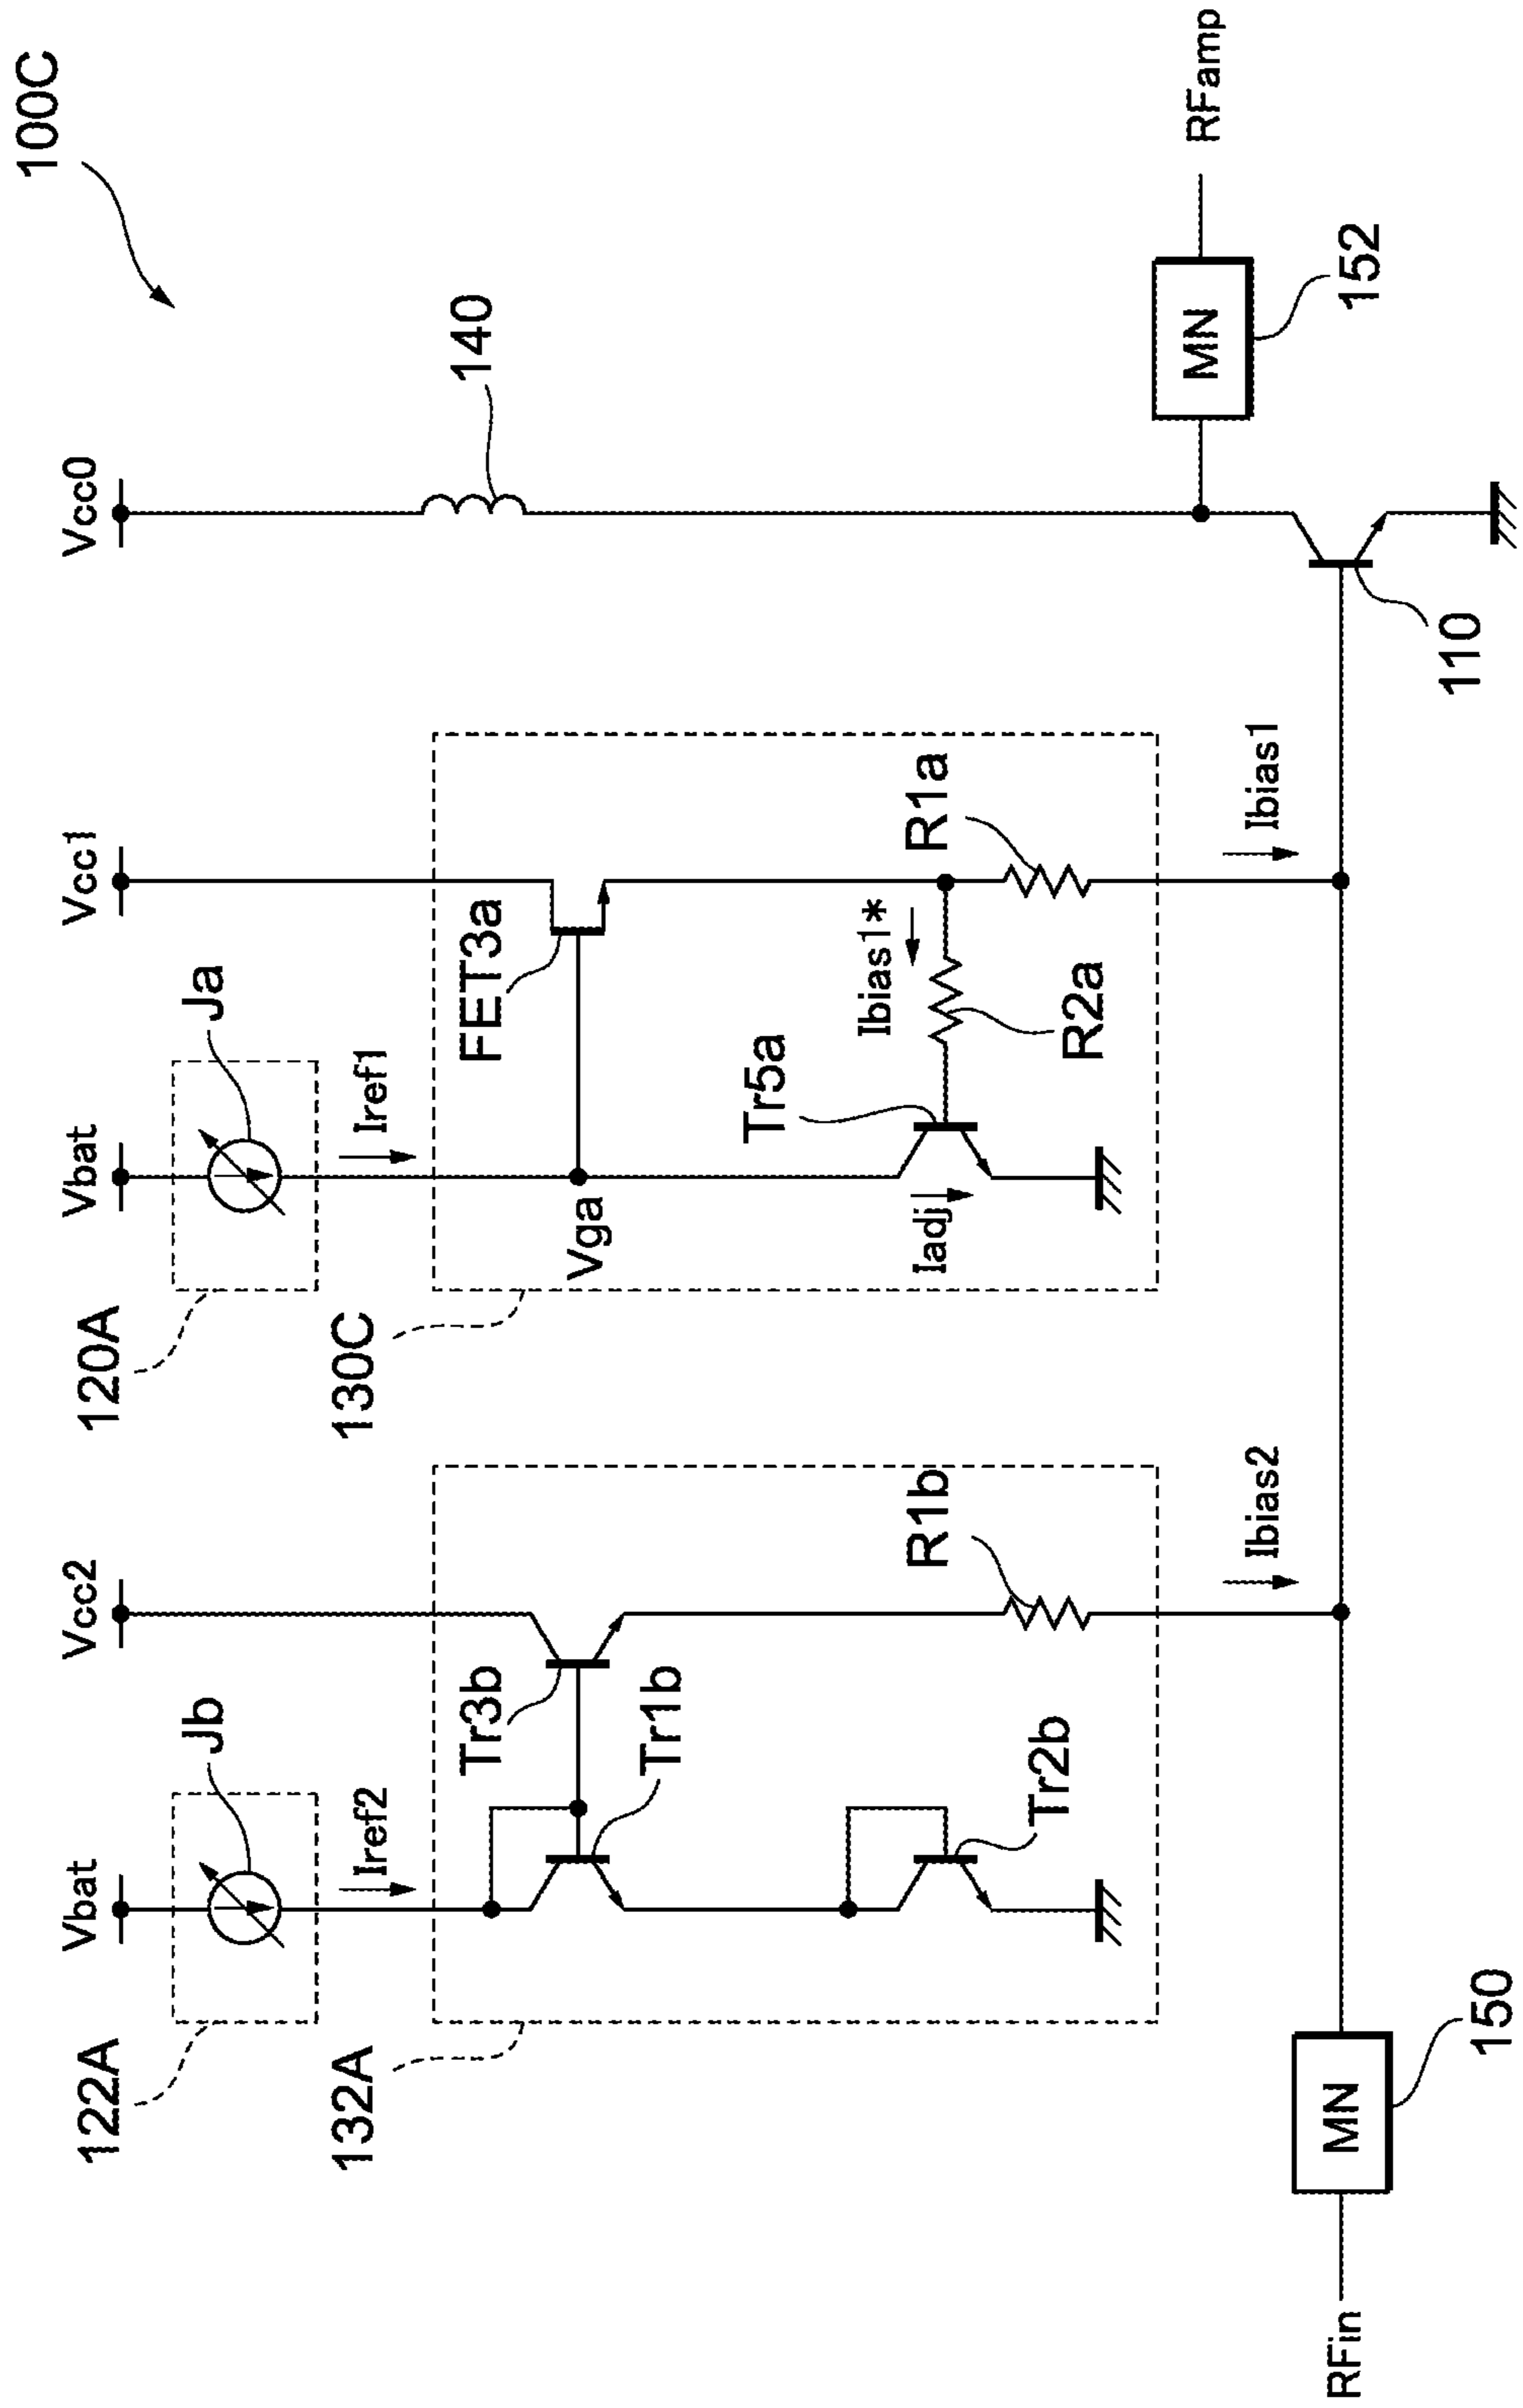 100C
Vbat
Vcc2
Vbat
Vcc1
Vcc0
122A
Jb
120A
Ja
140
Iref2
Iref1
132A
130C
Tr3b
FET3a
Vga
Tr1b
Tr5a
Ibias1*
Iadj
R1b
R1a
Tr2b
R2a
RFamp
MN
152
Ibias2
Ibias1
RFin
MN
150
110